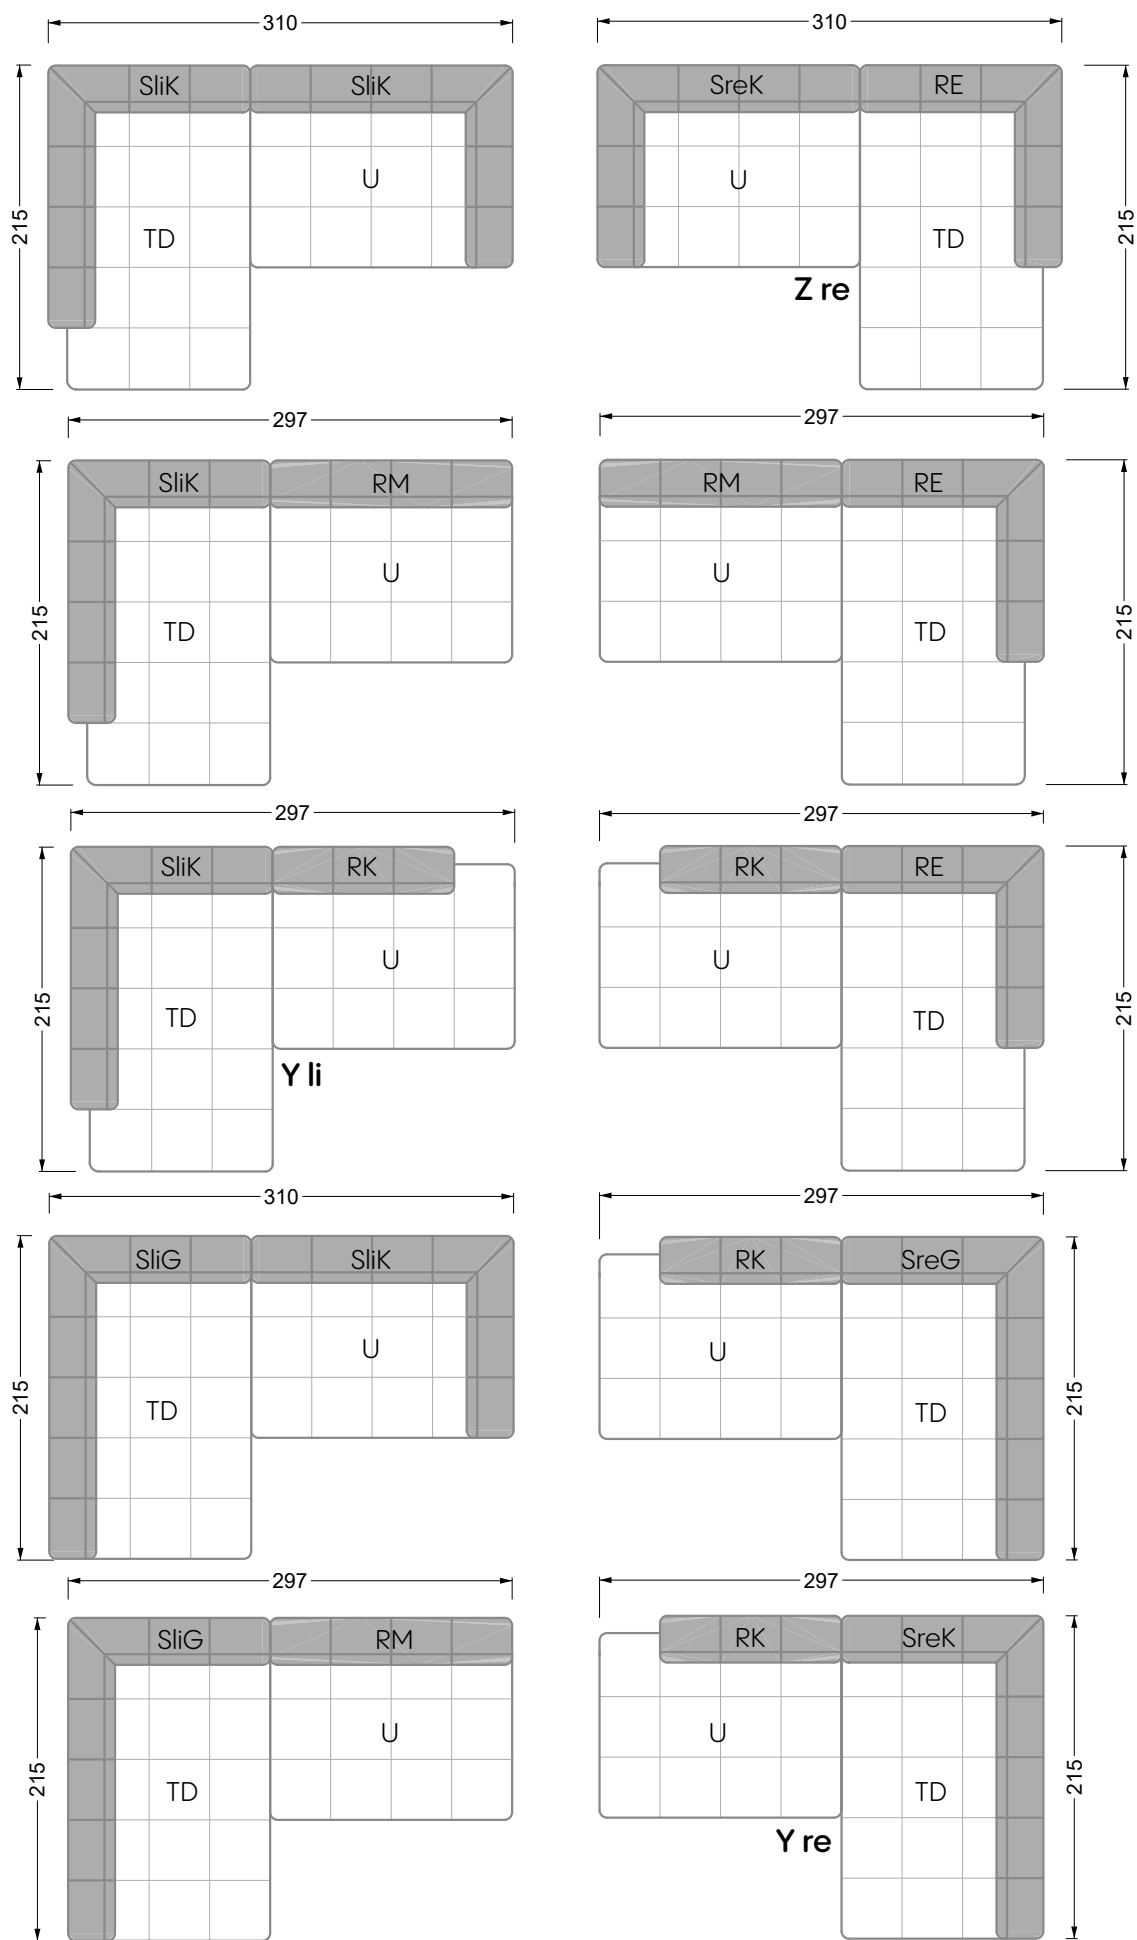 310
310
SliK SliK
SreK RE
U
U
215
TD
TD
215
Z re
297
297
SliK RM
RM RE
U
U
215
TD
TD
215
297
297
SliK RK
RK RE
U
U
215
TD
TD
215
Y li
310
297
SliG SliK
RK SreG
U
U
215
TD
TD
215
297
297
SliG RM
RK SreK
U
U
215
TD
TD
215
Y re